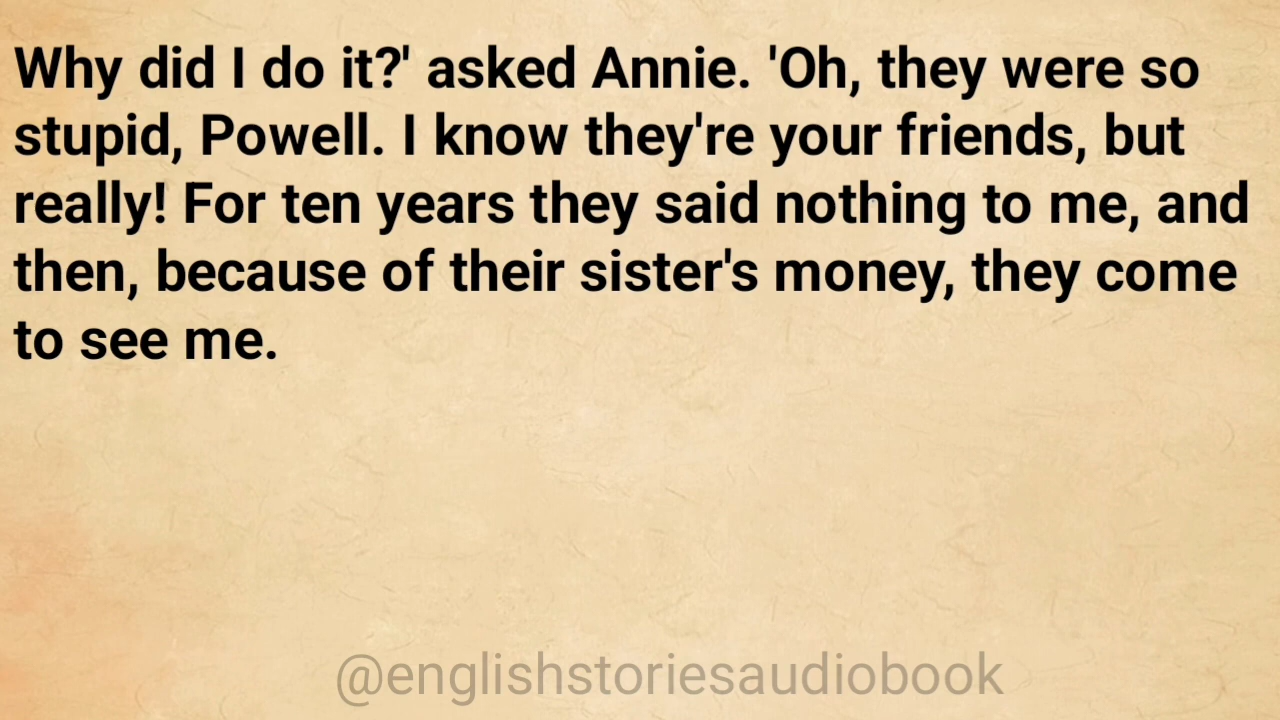 Why did I do it?' asked Annie. 'Oh, they were so
stupid, Powell. I know they're your friends, but
really! For ten years they said nothing to me, and
then, because of their sister's money, they come
to see me.
@englishstoriesaudiobook